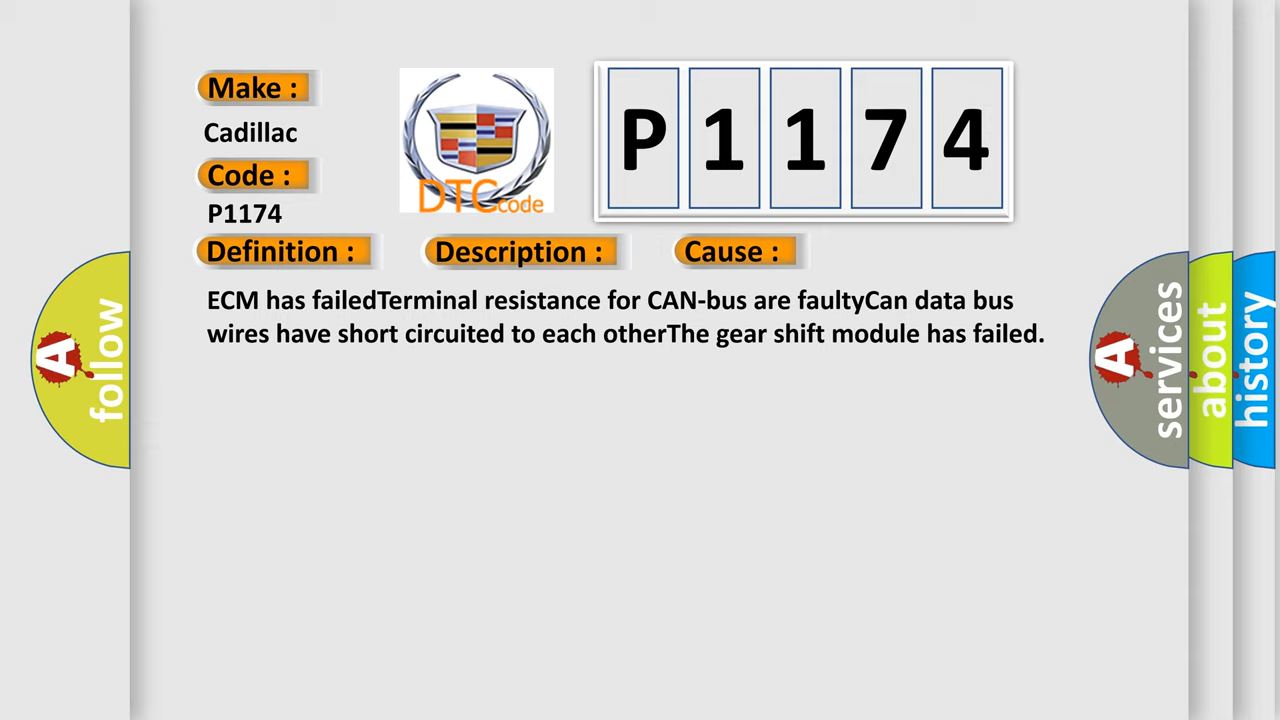 Make :
Cadillac
Code :
P1174
DTC code
P 1 1 7 4
Definition :
Description :
Cause :
ECM has failedTerminal resistance for CAN-bus are faultyCan data bus
wires have short circuited to each otherThe gear shift module has failed.
A follow
A services
about
history